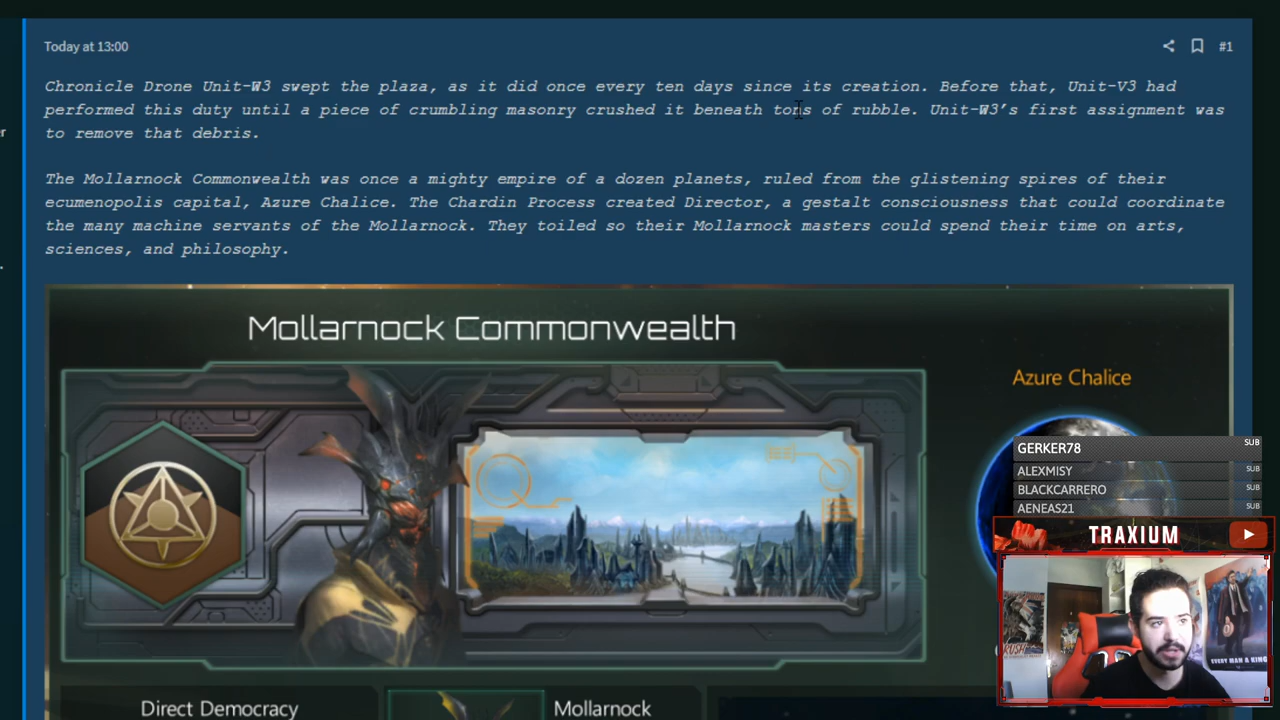 Today at 13:00
#1
Chronicle Drone Unit-W3 swept the plaza, as it did once every ten days since its creation. Before that, Unit-V3 had
performed this duty until a piece of crumbling masonry crushed it beneath tons of rubble. Unit-W3's first assignment was
to remove that debris.
The Mollarnock Commonwealth was once a mighty empire of a dozen planets, ruled from the glistening spires of their
ecumenopolis capital, Azure Chalice. The Chardin Process created Director, a gestalt consciousness that could coordinate
the many machine servants of the Mollarnock. They toiled so their Mollarnock masters could spend their time on arts,
sciences, and philosophy.
Mollarnock Commonwealth
Azure Chalice
GERKER78 SUB
ALEXMISY SUB
BLACKCARRERO SUB
AENEAS21 SUB
TRAXIUM
EVERY MAN A KING
Direct Democracy
Mollarnock